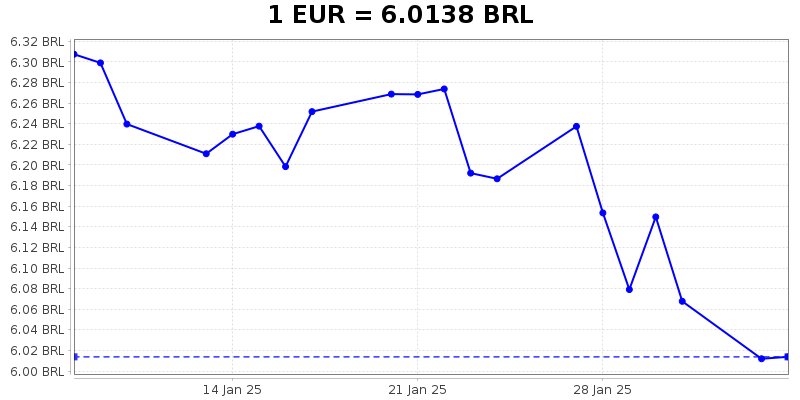 1 EUR = 6.0138 BRL
6.32 BRL
6.30 BRL
6.28 BRL
6.26 BRL
6.24 BRL
6.22 BRL
6.20 BRL
6.18 BRL
6.16 BRL
6.14 BRL
6.12 BRL
6.10 BRL
6.08 BRL
6.06 BRL
6.04 BRL
6.02 BRL
6.00 BRL
14 Jan 25
21 Jan 25
28 Jan 25